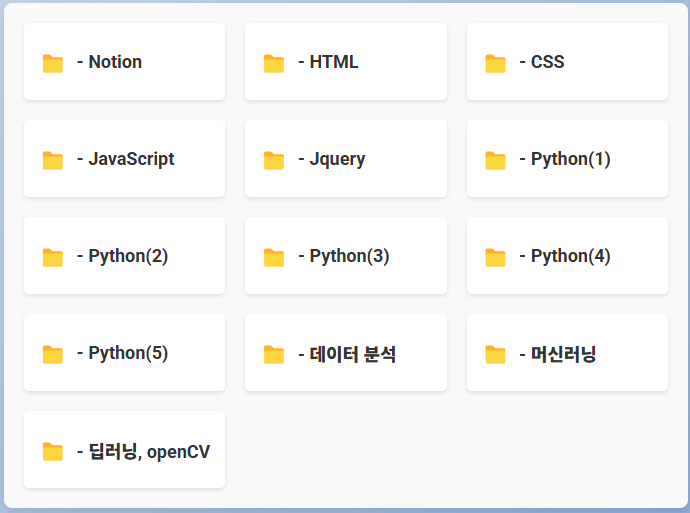 - Notion
- HTML
- CSS
- JavaScript
- Jquery
- Python(1)
- Python(2)
- Python(3)
- Python(4)
- Python(5)
- 데이터 분석
- 머신러닝
- 딥러닝, openCV